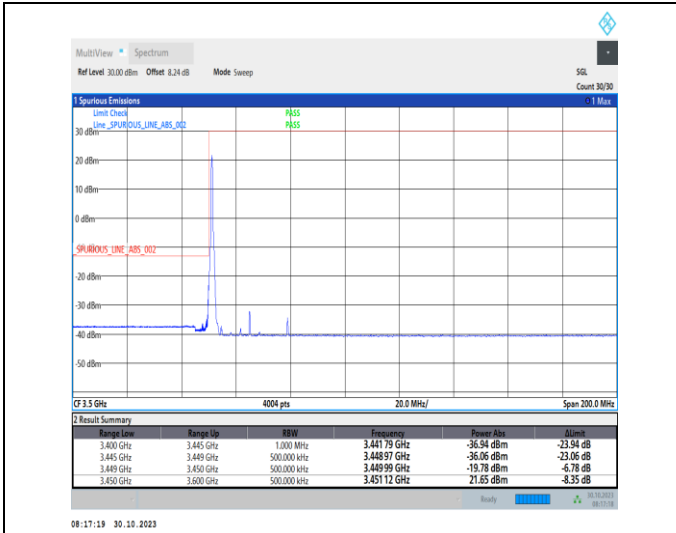 MultiView Spectrum
Ref Level 30.00 dBm Offset 8.24 dB Mode Sweep SGL
Count 30/30
1 Spurious Emissions 1 Max
Limit Check PASS
Line _SPURIOUS_LINE_ABS_002 PASS
30 dBm
20 dBm
10 dBm
0 dBm
_SPURIOUS_LINE_ABS_002
-20 dBm
-30 dBm
-40 dBm
-50 dBm
CF 3.5 GHz 4004 pts 20.0 MHz/ Span 200.0 MHz
2 Result Summary
Range Low Range Up RBW Frequency Power Abs ΔLimit
3.400 GHz 3.445 GHz 1.000 MHz 3.441 79 GHz -36.94 dBm -23.94 dB
3.445 GHz 3.449 GHz 500.000 kHz 3.448 97 GHz -36.06 dBm -23.06 dB
3.449 GHz 3.450 GHz 500.000 kHz 3.449 99 GHz -19.78 dBm -6.78 dB
3.450 GHz 3.600 GHz 500.000 kHz 3.451 12 GHz 21.65 dBm -8.35 dB
Ready 30.10.2023
08:17:18
08:17:19 30.10.2023